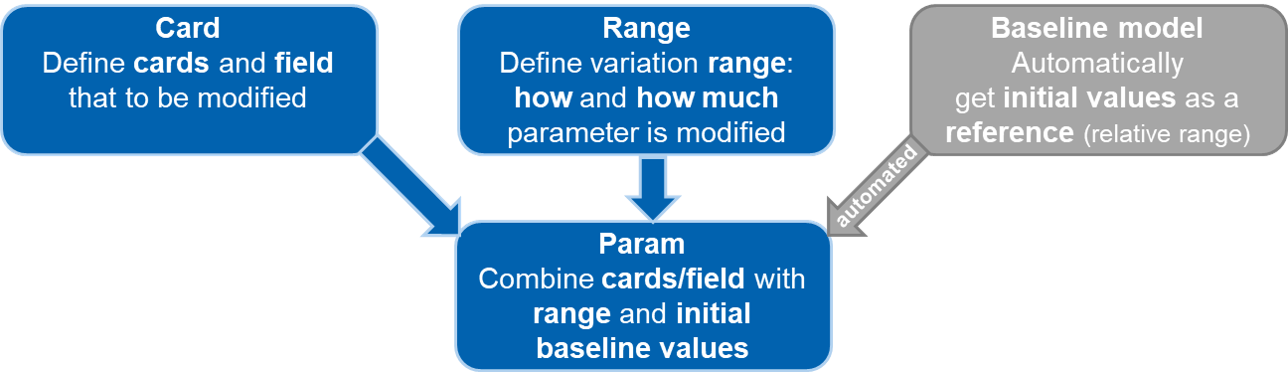 Card
Define cards and field
that to be modified
Range
Define variation range:
how and how much
parameter is modified
Baseline model
Automatically
get initial values as a
reference (relative range)
automated
Param
Combine cards/field with
range and initial
baseline values